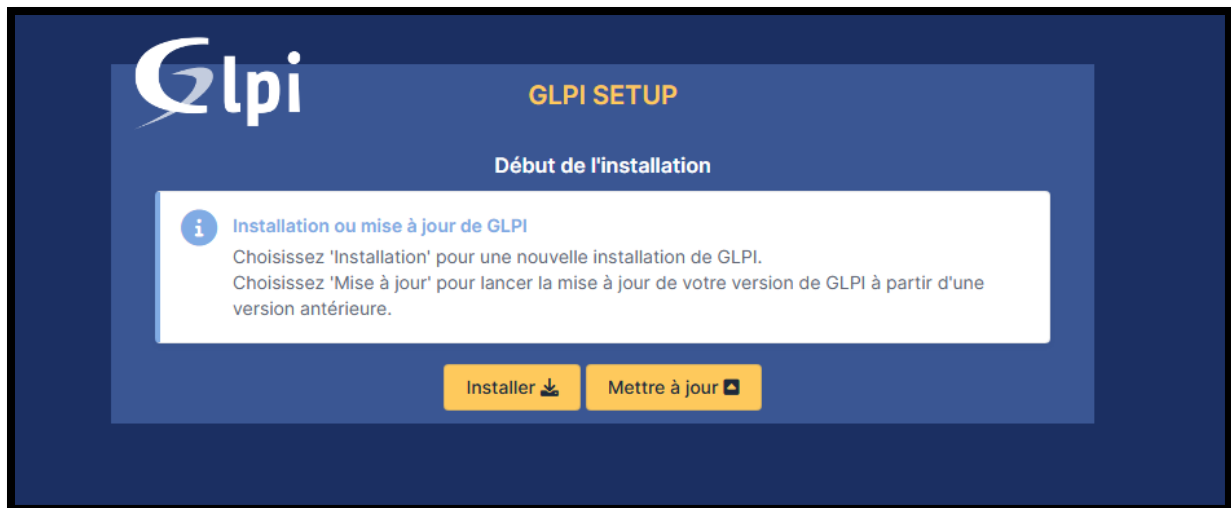 Glpi
GLPI SETUP
Début de l'installation
Installation ou mise à jour de GLPI
Choisissez 'Installation' pour une nouvelle installation de GLPI.
Choisissez 'Mise à jour' pour lancer la mise à jour de votre version de GLPI à partir d'une
version antérieure.
Installer
Mettre à jour